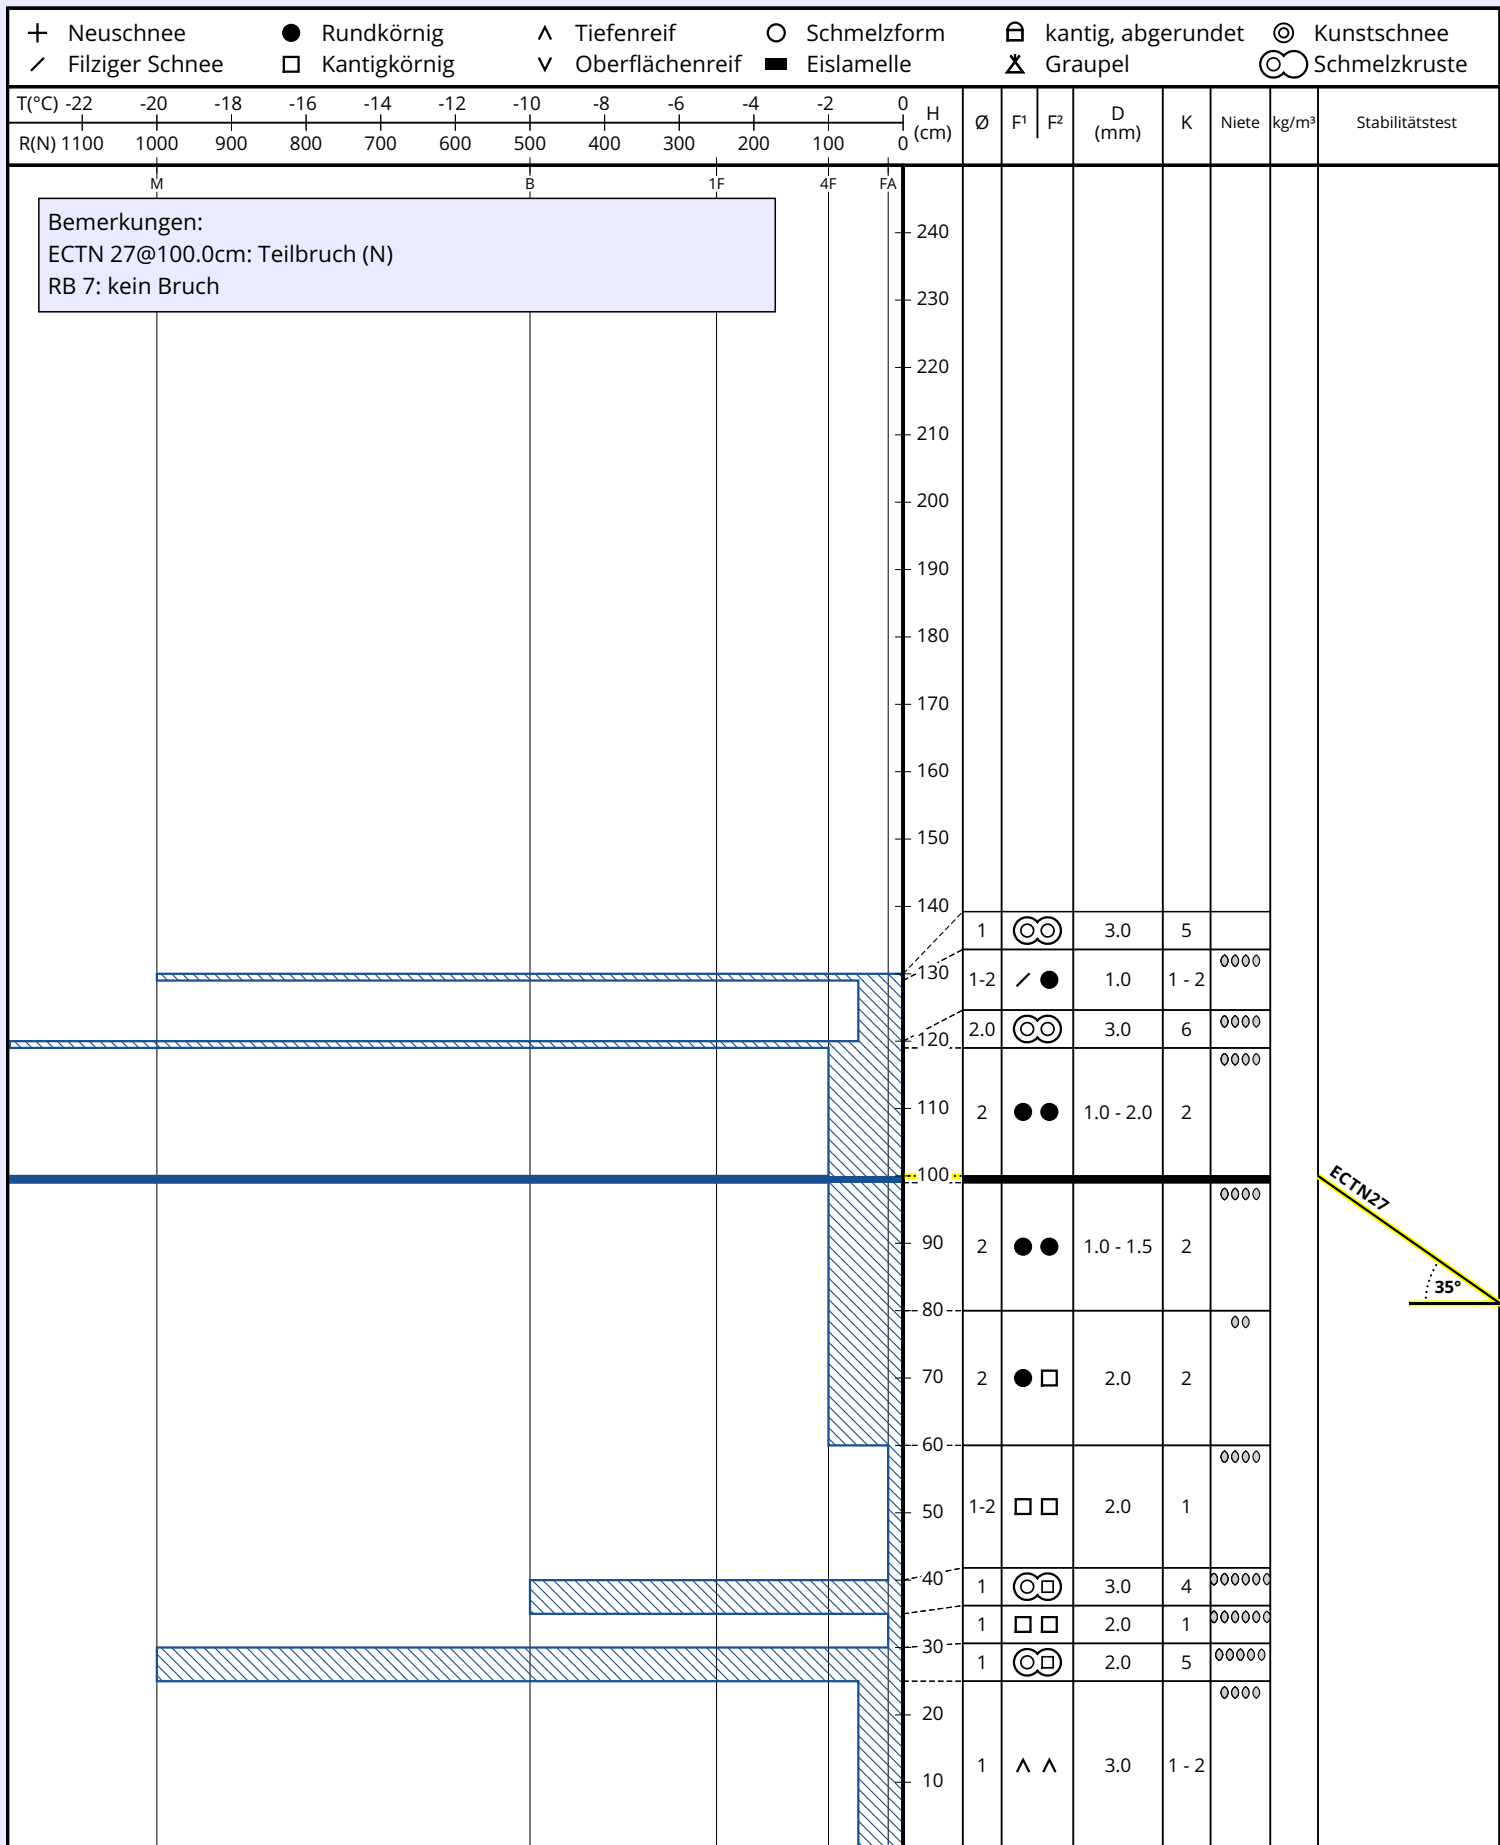 Neuschnee Rundkörnig Tiefenreif Schmelzform kantig, abgerundet Kunstschnee
Filziger Schnee Kantigkörnig Oberflächenreif Eislamelle Graupel Schmelzkruste
T(°C) -22 -20 -18 -16 -14 -12 -10 -8 -6 -4 -2 0
R(N) 1100 1000 900 800 700 600 500 400 300 200 100 0
H
(cm)
Ø
F¹ F²
D
(mm)
K
Niete
kg/m³
Stabilitätstest
M B 1F 4F FA
Bemerkungen:
ECTN 27@100.0cm: Teilbruch (N)
RB 7: kein Bruch
240
230
220
210
200
190
180
170
160
150
140
1 3.0 5
130
1-2 1.0 1 - 2
2.0 3.0 6
120
110
2 1.0 - 2.0 2
100
ECTN27
90
2 1.0 - 1.5 2
35°
80
70
2 2.0 2
60
50
1-2 2.0 1
40
1 3.0 4
1 2.0 1
30
1 2.0 5
20
1 3.0 1 - 2
10